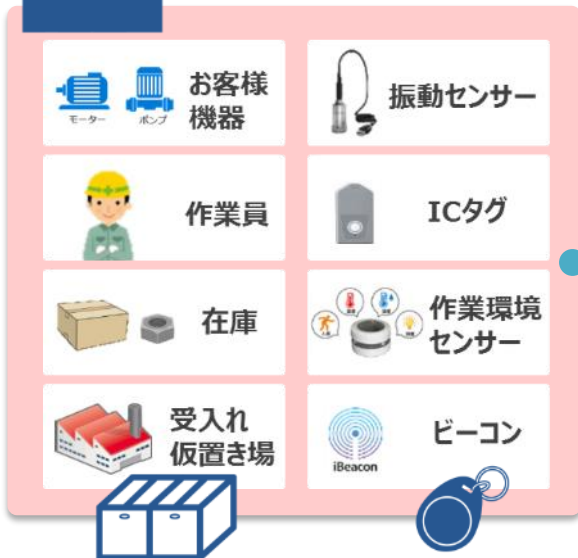 お客様
機器
モーター
ポンプ
振動センサー
作業員
ICタグ
在庫
作業環境
センサー
受入れ
仮置き場
ビーコン
iBeacon